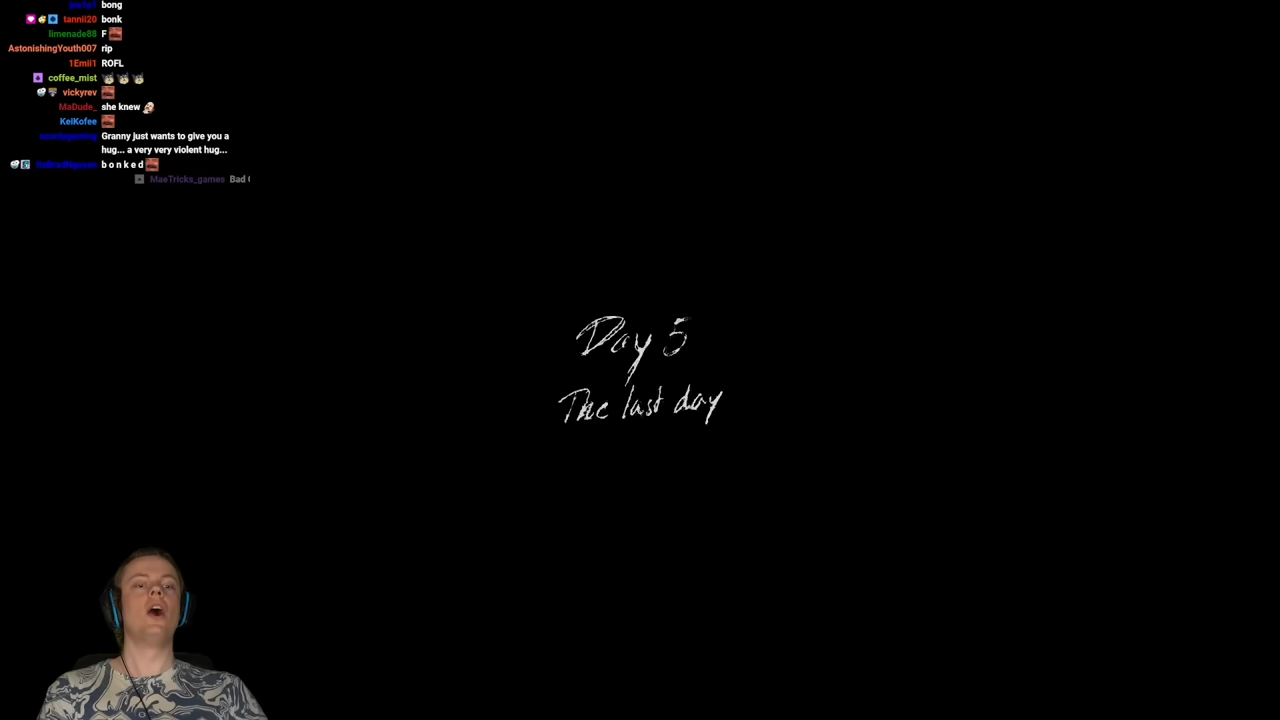 bong
tannii20 bonk
limenade88 F
AstonishingYouth007 rip
1Emii1 ROFL
coffee_mist
vickyrev
MaDude_ she knew
KeiKofee
Granny just wants to give you a
hug... a very very violent hug...
b o n k e d
MaeTricks_games Bad
Day 5
The last day